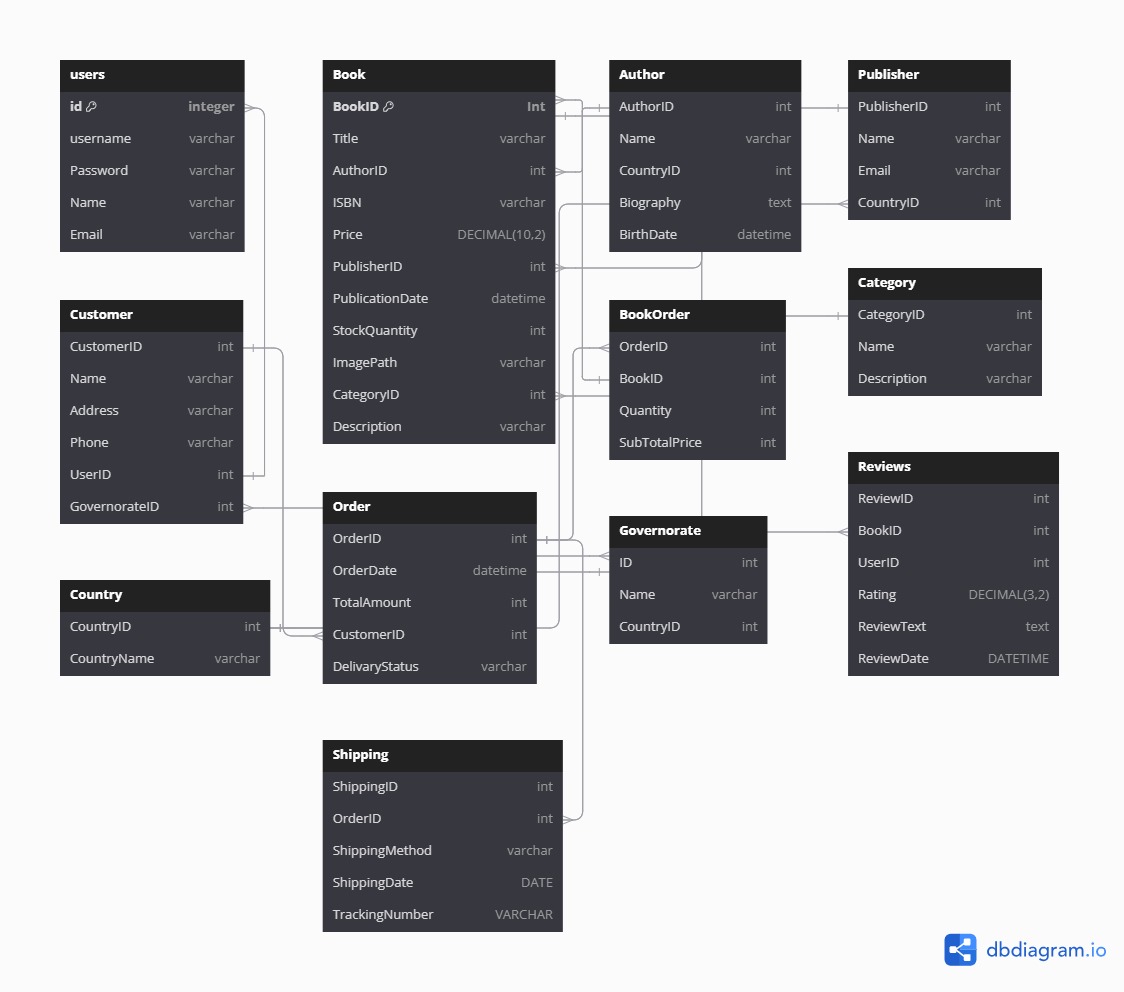 users
id integer
username varchar
Password varchar
Name varchar
Email varchar
Book
BookID Int
Title varchar
AuthorID int
ISBN varchar
Price DECIMAL(10,2)
PublisherID int
PublicationDate datetime
StockQuantity int
ImagePath varchar
CategoryID int
Description varchar
Author
AuthorID int
Name varchar
CountryID int
Biography text
BirthDate datetime
Publisher
PublisherID int
Name varchar
Email varchar
CountryID int
Customer
CustomerID int
Name varchar
Address varchar
Phone varchar
UserID int
GovernorateID int
BookOrder
OrderID int
BookID int
Quantity int
SubTotalPrice int
Category
CategoryID int
Name varchar
Description varchar
Country
CountryID int
CountryName varchar
Order
OrderID int
OrderDate datetime
TotalAmount int
CustomerID int
DelivaryStatus varchar
Governorate
ID int
Name varchar
CountryID int
Reviews
ReviewID int
BookID int
UserID int
Rating DECIMAL(3,2)
ReviewText text
ReviewDate DATETIME
Shipping
ShippingID int
OrderID int
ShippingMethod varchar
ShippingDate DATE
TrackingNumber VARCHAR
dbdiagram.io